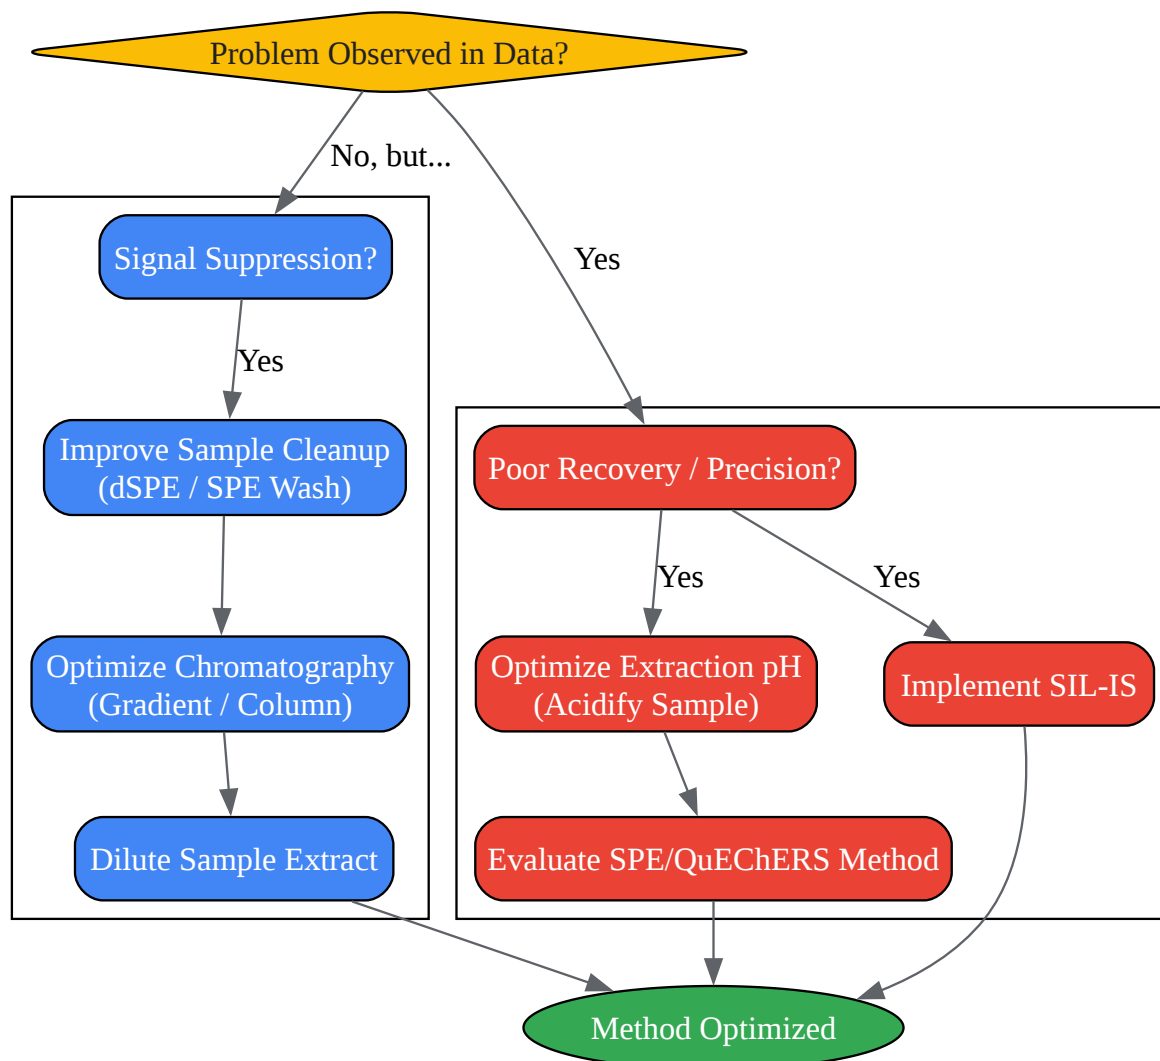 Problem Observed in Data?
No, but...
Yes
Signal Suppression?
Yes
Improve Sample Cleanup
(dSPE / SPE Wash)
Optimize Chromatography
(Gradient / Column)
Dilute Sample Extract
Poor Recovery / Precision?
Yes
Yes
Optimize Extraction pH
(Acidify Sample)
Implement SIL-IS
Evaluate SPE/QuEChERS Method
Method Optimized